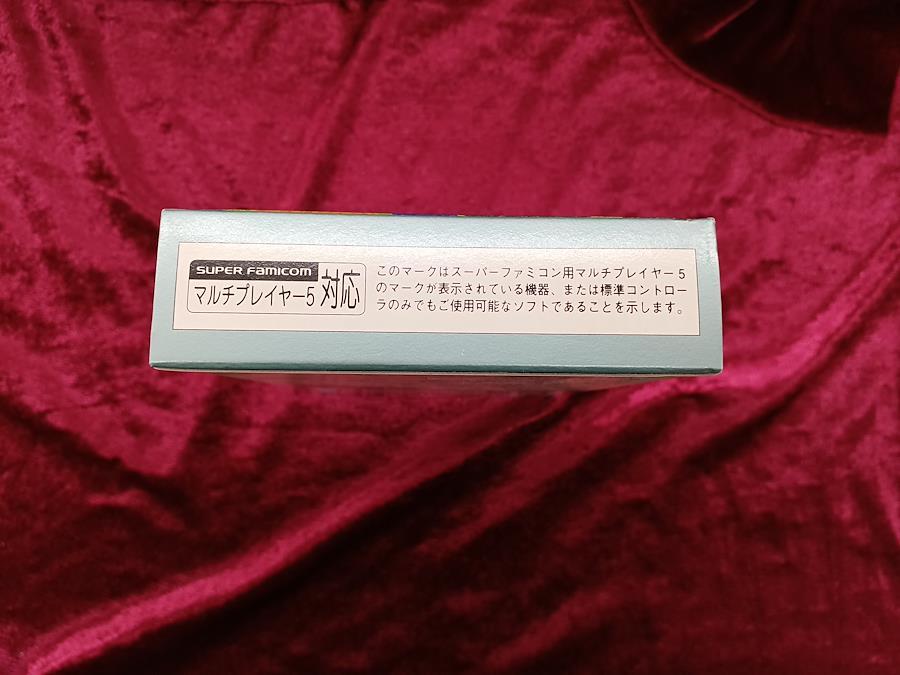 SUPER FAMICOM
マルチプレイヤー5
対応
このマークはスーパーファミコン用マルチプレイヤー5
のマークが表示されている機器、または標準コントロー
ラのみでもご使用可能なソフトであることを示します。